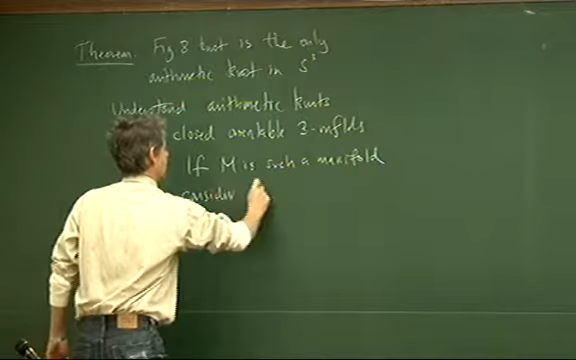 Theorem. Fig 8 knot is the only
arithmetic knot in S³
Understand arithmetic knots
closed orientable 3-mflds
If M is such a manifold
consider